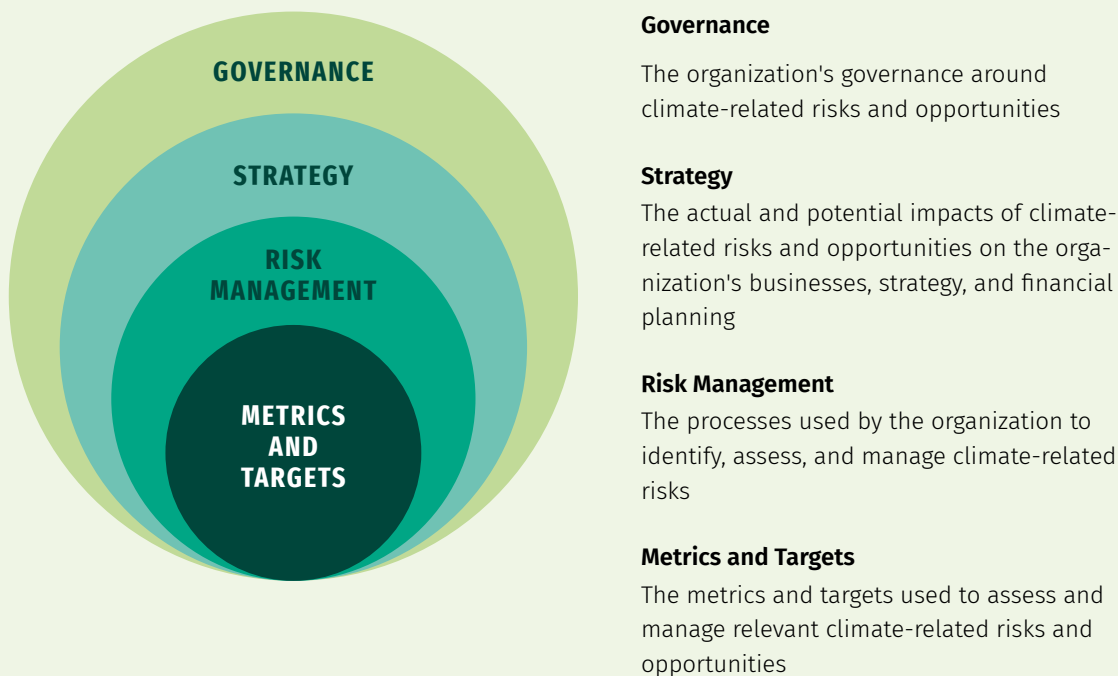 GOVERNANCE
STRATEGY
RISK
MANAGEMENT
METRICS
AND
TARGETS
Governance
The organization's governance around
climate-related risks and opportunities
Strategy
The actual and potential impacts of climate-
related risks and opportunities on the orga-
nization's businesses, strategy, and financial
planning
Risk Management
The processes used by the organization to
identify, assess, and manage climate-related
risks
Metrics and Targets
The metrics and targets used to assess and
manage relevant climate-related risks and
opportunities